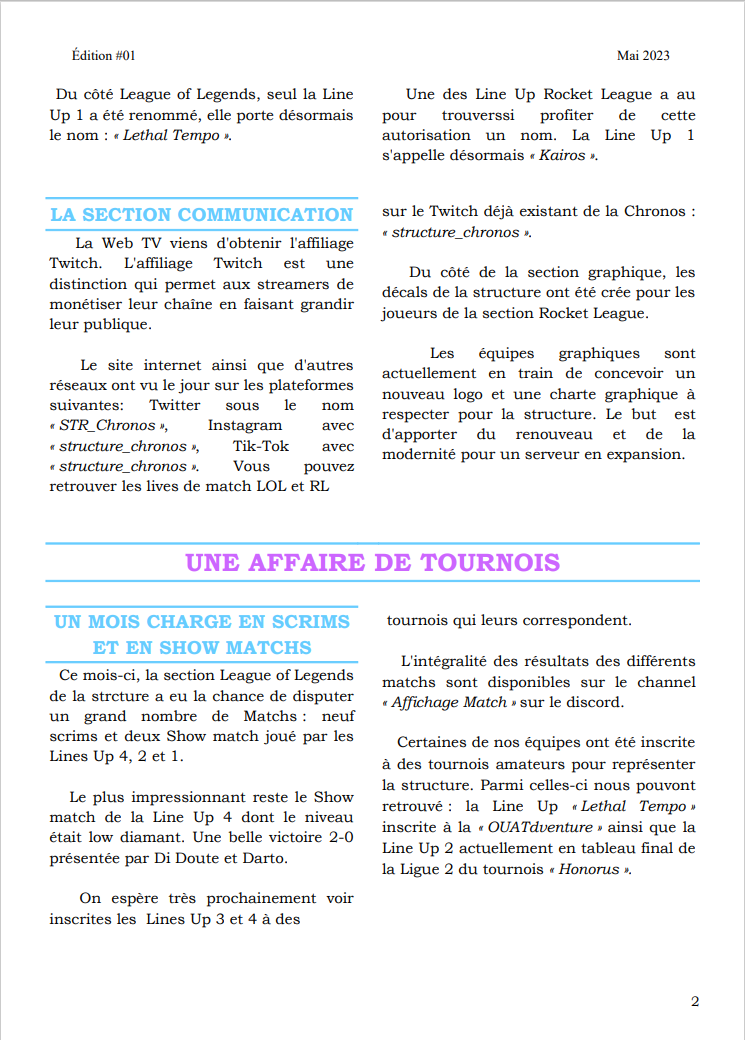 Édition #01
Mai 2023
Du côté League of Legends, seul la Line
Up 1 a été renommé, elle porte désormais
le nom : « Lethal Tempo ».
Une des Line Up Rocket League a au
pour trouverssi profiter de cette
autorisation un nom. La Line Up 1
s'appelle désormais « Kairos ».
LA SECTION COMMUNICATION
La Web TV viens d'obtenir l'affiliage
Twitch. L'affiliage Twitch est une
distinction qui permet aux streamers de
monétiser leur chaîne en faisant grandir
leur publique.
Le site internet ainsi que d'autres
réseaux ont vu le jour sur les plateformes
suivantes: Twitter sous le nom
« STR_Chronos », Instagram avec
« structure_chronos », Tik-Tok avec
« structure_chronos ». Vous pouvez
retrouver les lives de match LOL et RL
sur le Twitch déjà existant de la Chronos :
« structure_chronos ».
Du côté de la section graphique, les
décals de la structure ont été crée pour les
joueurs de la section Rocket League.
Les équipes graphiques sont
actuellement en train de concevoir un
nouveau logo et une charte graphique à
respecter pour la structure. Le but est
d'apporter du renouveau et de la
modernité pour un serveur en expansion.
UNE AFFAIRE DE TOURNOIS
UN MOIS CHARGE EN SCRIMS
ET EN SHOW MATCHS
Ce mois-ci, la section League of Legends
de la strcture a eu la chance de disputer
un grand nombre de Matchs : neuf
scrims et deux Show match joué par les
Lines Up 4, 2 et 1.
Le plus impressionnant reste le Show
match de la Line Up 4 dont le niveau
était low diamant. Une belle victoire 2-0
présentée par Di Doute et Darto.
On espère très prochainement voir
inscrites les Lines Up 3 et 4 à des
tournois qui leurs correspondent.
L'intégralité des résultats des différents
matchs sont disponibles sur le channel
« Affichage Match » sur le discord.
Certaines de nos équipes ont été inscrite
à des tournois amateurs pour représenter
la structure. Parmi celles-ci nous pouvont
retrouvé : la Line Up « Lethal Tempo »
inscrite à la « OUATdventure » ainsi que la
Line Up 2 actuellement en tableau final de
la Ligue 2 du tournois « Honorus ».
2